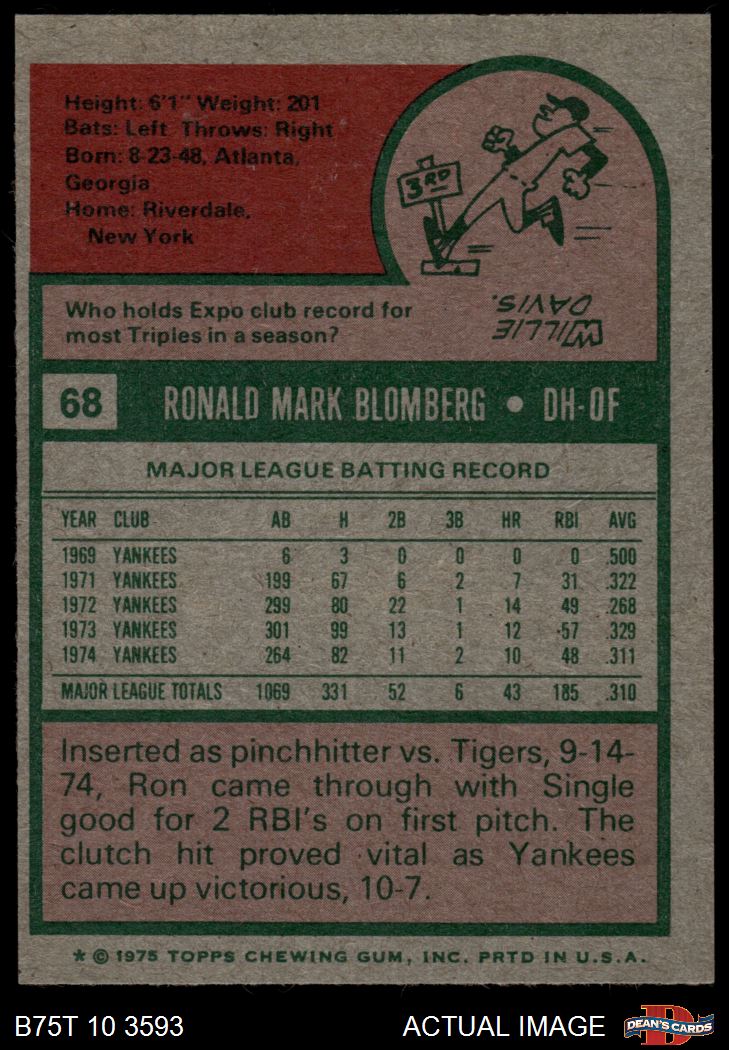 Height: 6'1" Weight: 201
Bats: Left Throws: Right
Born: 8-23-48, Atlanta,
Georgia
Home: Riverdale,
New York
3RD
Who holds Expo club record for
most Triples in a season?
WILLIE
DAVIS.
68 RONALD MARK BLOMBERG • DH-OF
MAJOR LEAGUE BATTING RECORD
YEAR CLUB AB H 2B 3B HR RBI AVG
1969 YANKEES 6 3 0 0 0 0 .500
1971 YANKEES 199 67 6 2 7 31 .322
1972 YANKEES 299 80 22 1 14 49 .268
1973 YANKEES 301 99 13 1 12 57 .329
1974 YANKEES 264 82 11 2 10 48 .311
MAJOR LEAGUE TOTALS 1069 331 52 6 43 185 .310
Inserted as pinchhitter vs. Tigers, 9-14-
74, Ron came through with Single
good for 2 RBI's on first pitch. The
clutch hit proved vital as Yankees
came up victorious, 10-7.
* © 1975 TOPPS CHEWING GUM, INC. PRTD IN U.S.A.
B75T 10 3593 ACTUAL IMAGE DEAN'S CARDS